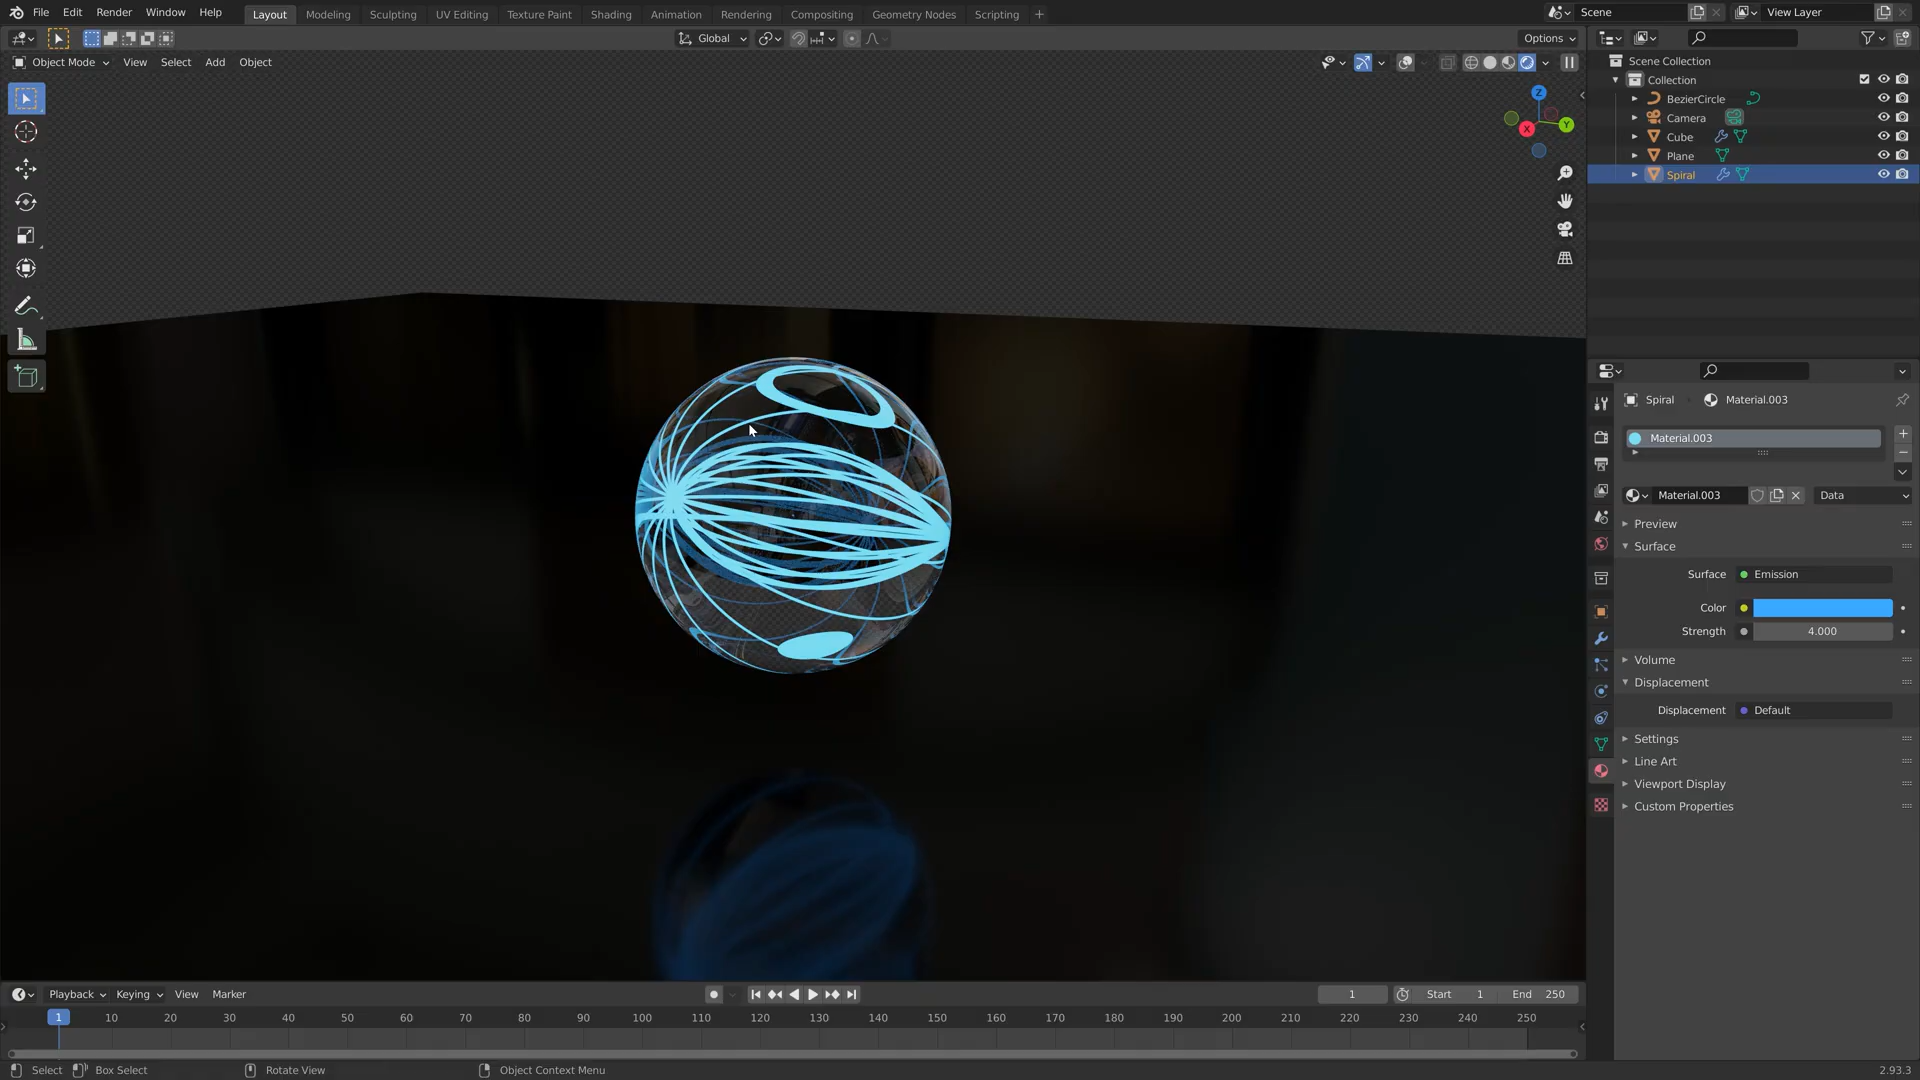 File Edit Render Window Help Layout Modeling Sculpting UV Editing Texture Paint Shading Animation Rendering Compositing Geometry Nodes Scripting + Scene View Layer
Global Options
Object Mode View Select Add Object
Z
X
Y
Scene Collection
Collection
BezierCircle
Camera
Cube
Plane
Spiral
Spiral Material.003
Material.003
Material.003 Data
Preview
Surface
Surface Emission
Color
Strength 4.000
Volume
Displacement
Displacement Default
Settings
Line Art
Viewport Display
Custom Properties
Playback Keying View Marker 1 Start 1 End 250
1 10 20 30 40 50 60 70 80 90 100 110 120 130 140 150 160 170 180 190 200 210 220 230 240 250
Select Box Select Rotate View Object Context Menu 2.93.3